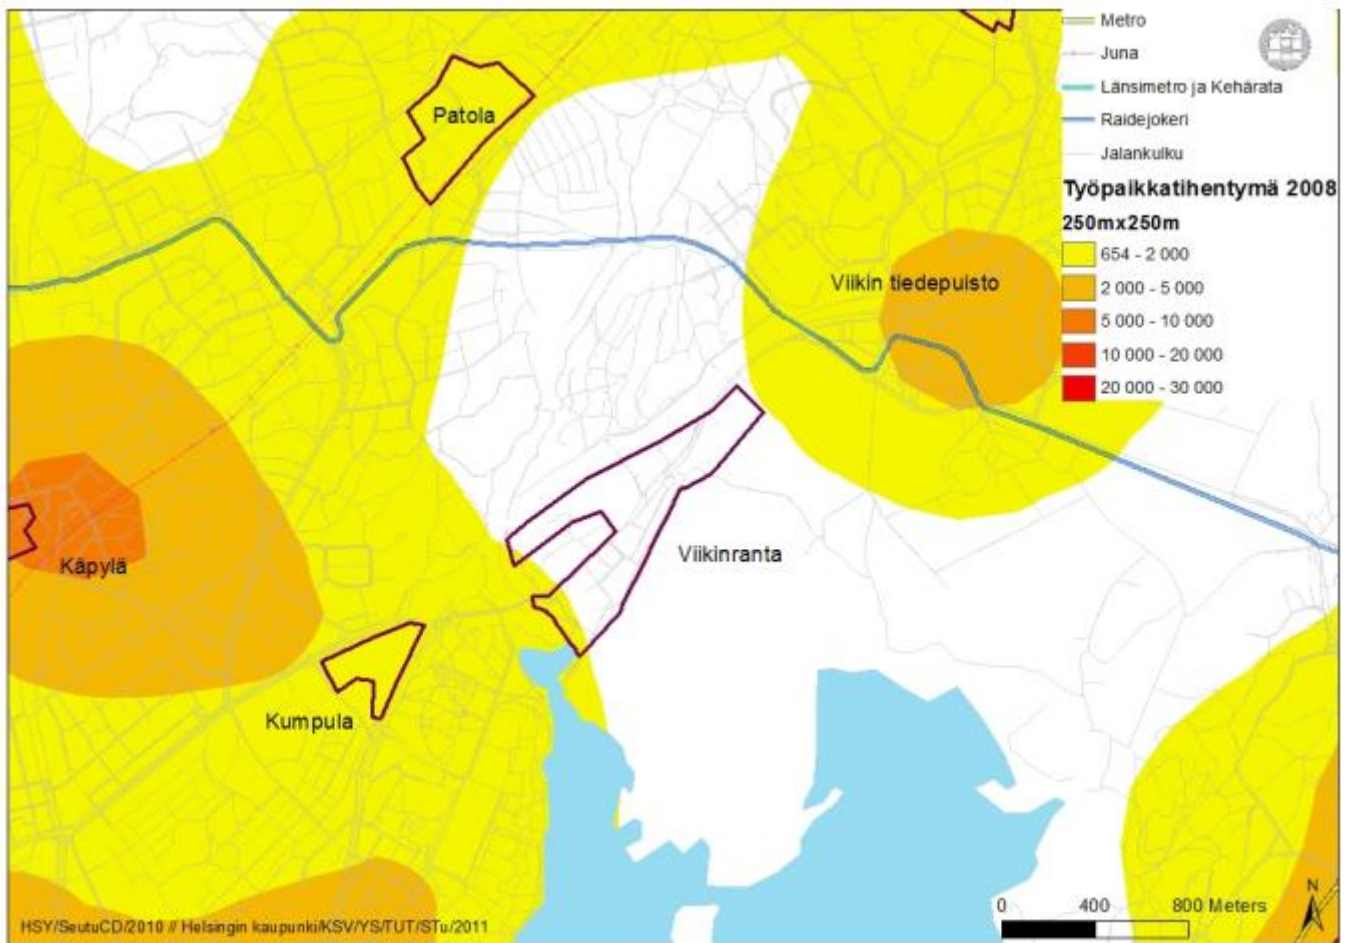 Metro
Juna
Länsimetro ja Kehärata
Raidejokeri
Jalankulku
Työpaikkatihentymä 2008
250mx250m
654 - 2 000
2 000 - 5 000
5 000 - 10 000
10 000 - 20 000
20 000 - 30 000
Patola
Viikin tiedepuisto
Viikinranta
Käpylä
Kumpula
N
0 400 800 Meters
HSY/SeutuCD/2010 // Helsingin kaupunki/KSV/YS/TUT/STu/2011